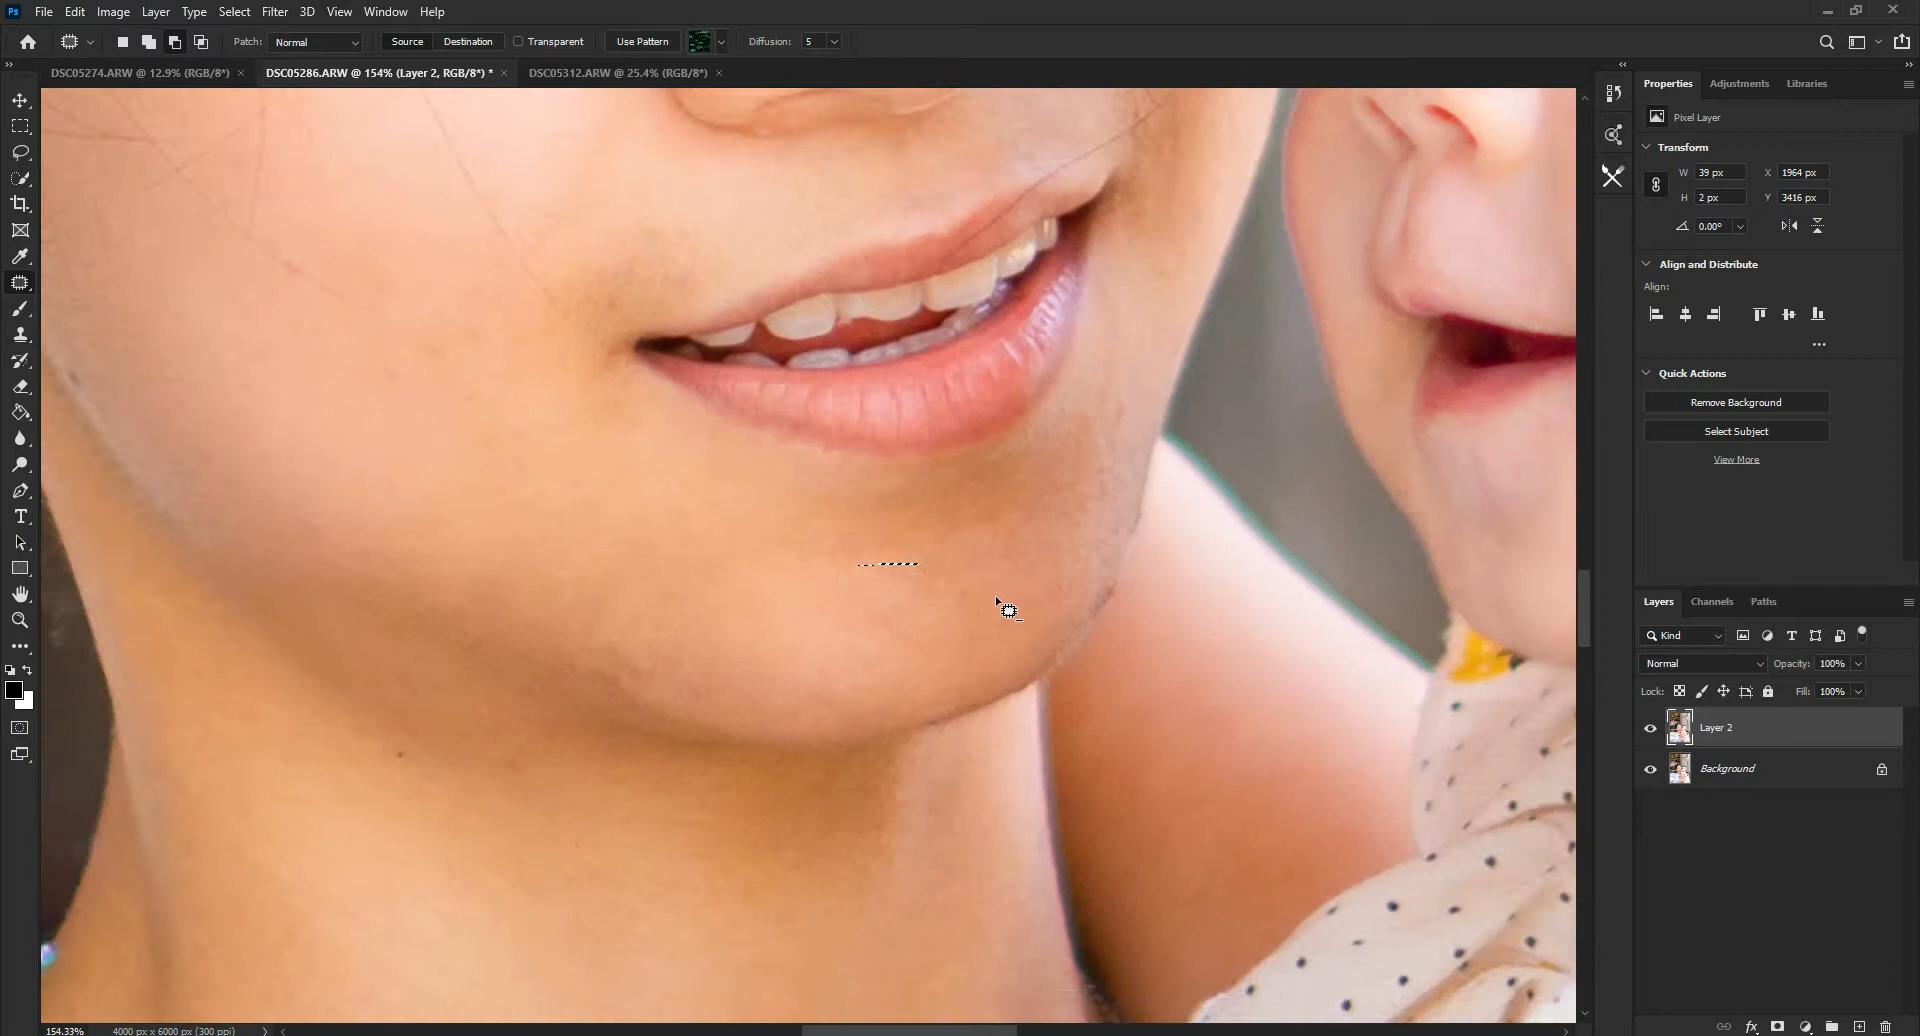 Ps File Edit Image Layer Type Select Filter 3D View Window Help
Patch: Normal Source Destination Transparent Use Pattern Diffusion: 5
DSC05274.ARW @ 12.9% (RGB/8*) × DSC05286.ARW @ 154% (Layer 2, RGB/8*) * × DSC05312.ARW @ 25.4% (RGB/8*) ×
Properties Adjustments Libraries
Pixel Layer
Transform
W 39 px X 1964 px
H 2 px Y 3416 px
0.00°
Align and Distribute
Align:
Quick Actions
Remove Background
Select Subject
View More
Layers Channels Paths
Kind
Normal Opacity: 100%
Lock: Fill: 100%
Layer 2
Background
154.33% 4000 px x 6000 px (300 ppi)